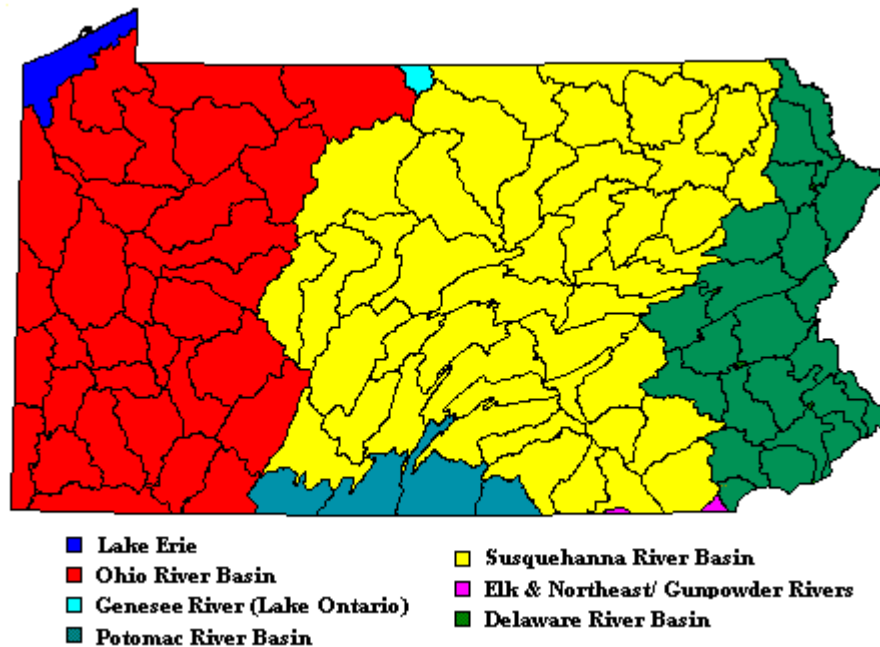 Lake Erie
Ohio River Basin
Genesee River (Lake Ontario)
Potomac River Basin
Susquehanna River Basin
Elk & Northeast/ Gunpowder Rivers
Delaware River Basin